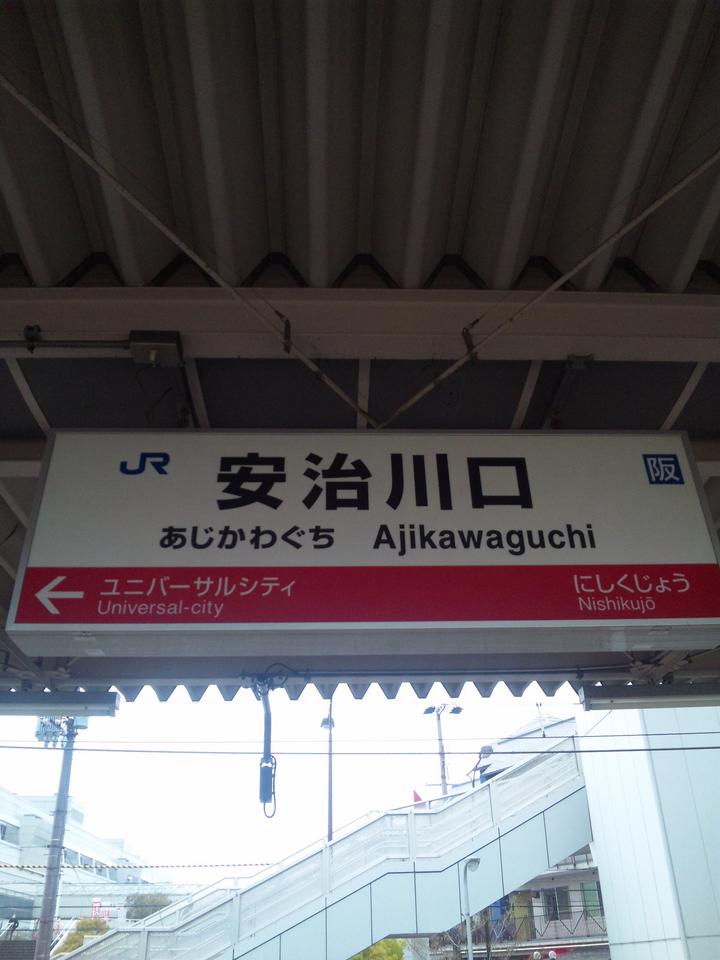 JR 安治川口 阪
あじかわぐち Ajikawaguchi
ユニバーサルシティ にしくじょう
Universal-city Nishikujō